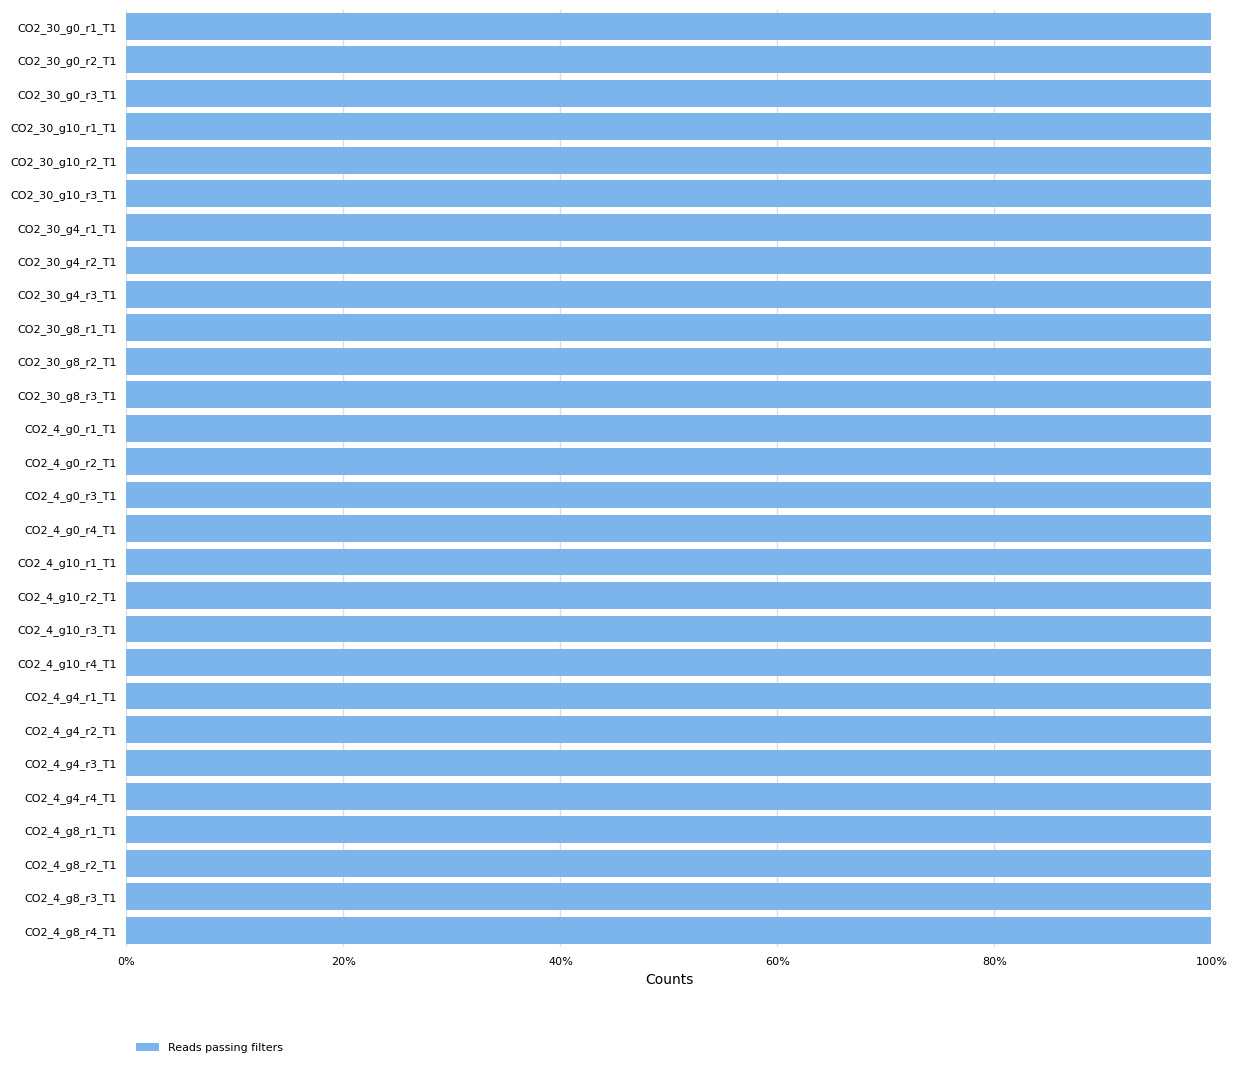 CO2_30_g0_r1_T1
CO2_30_g0_r2_T1
CO2_30_g0_r3_T1
CO2_30_g10_r1_T1
CO2_30_g10_r2_T1
CO2_30_g10_r3_T1
CO2_30_g4_r1_T1
CO2_30_g4_r2_T1
CO2_30_g4_r3_T1
CO2_30_g8_r1_T1
CO2_30_g8_r2_T1
CO2_30_g8_r3_T1
CO2_4_g0_r1_T1
CO2_4_g0_r2_T1
CO2_4_g0_r3_T1
CO2_4_g0_r4_T1
CO2_4_g10_r1_T1
CO2_4_g10_r2_T1
CO2_4_g10_r3_T1
CO2_4_g10_r4_T1
CO2_4_g4_r1_T1
CO2_4_g4_r2_T1
CO2_4_g4_r3_T1
CO2_4_g4_r4_T1
CO2_4_g8_r1_T1
CO2_4_g8_r2_T1
CO2_4_g8_r3_T1
CO2_4_g8_r4_T1
0% 20% 40% 60% 80% 100%
Counts
Reads passing filters